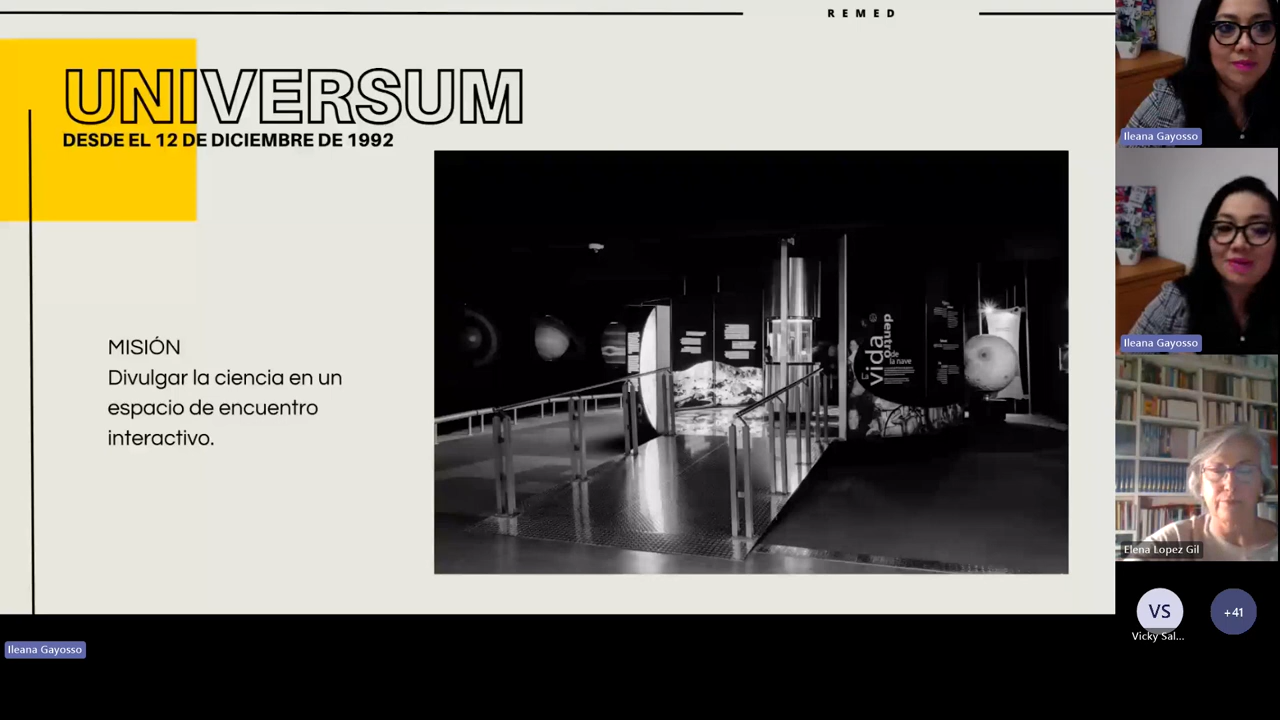 REMED
UNIVERSUM
DESDE EL 12 DE DICIEMBRE DE 1992
MISIÓN
Divulgar la ciencia en un
espacio de encuentro
interactivo.
Vida
dentro
de
la nave
Ileana Gayosso
Ileana Gayosso
Elena Lopez Gil
VS
Vicky Sal...
+41
Ileana Gayosso